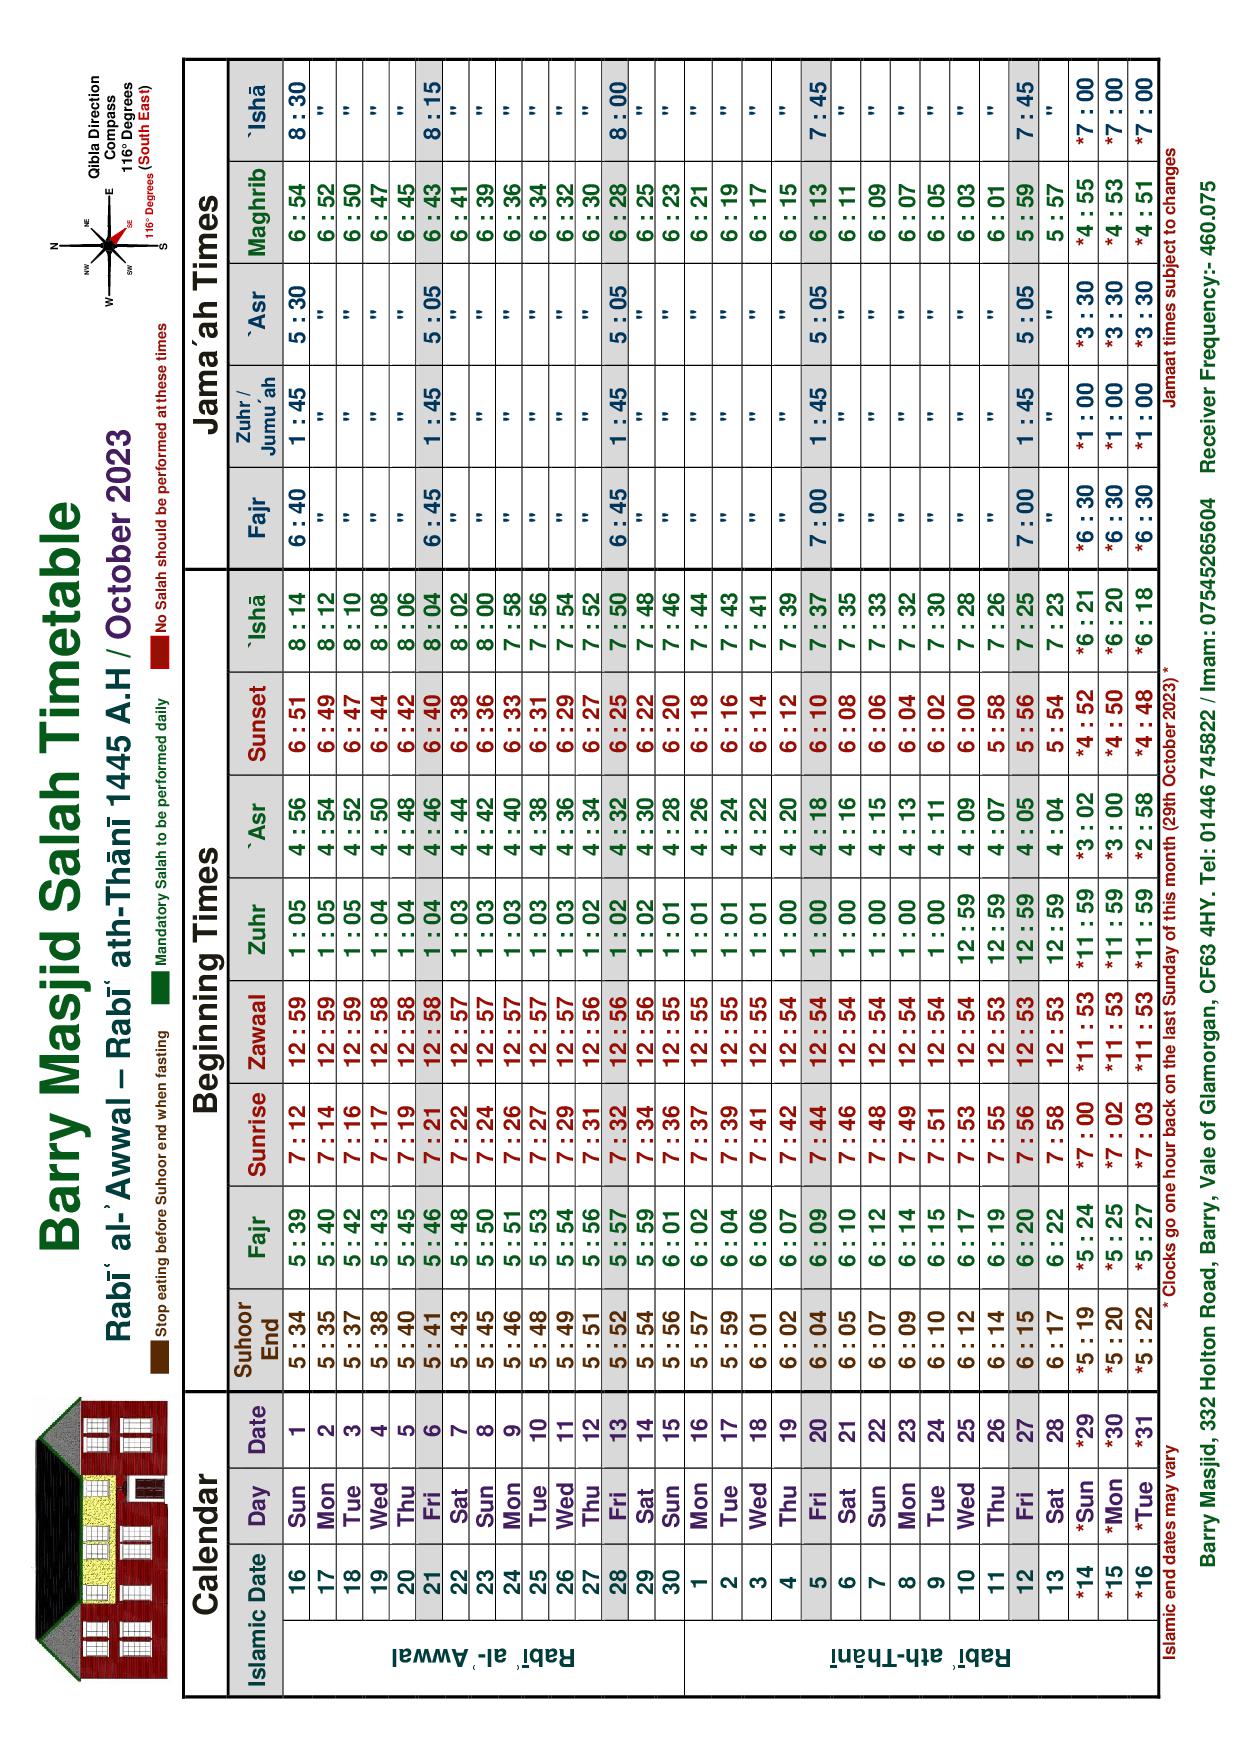 Barry Masjid Salah Timetable
Rabīʿ al-ʾAwwal – Rabīʿ ath-Thānī 1445 A.H / October 2023
Stop eating before Suhoor end when fasting No Salah should be performed at these times Mandatory Salah to be performed daily
N
NW NE
W E
SW SE
S
116° Degrees
Qibla Direction
Compass
116° Degrees
(South East)
Calendar Beginning Times Jama´ah Times
Islamic Date Day Date Suhoor End Fajr Sunrise Zawaal Zuhr `Asr Sunset `Ishā Fajr Zuhr / Jumu´ah `Asr Maghrib `Ishā
Rabīʿ al-ʾAwwal
16 Sun 1 5 : 34 5 : 39 7 : 12 12 : 59 1 : 05 4 : 56 6 : 51 8 : 14 6 : 40 1 : 45 5 : 30 6 : 54 8 : 30
17 Mon 2 5 : 35 5 : 40 7 : 14 12 : 59 1 : 05 4 : 54 6 : 49 8 : 12 " " " 6 : 52 "
18 Tue 3 5 : 37 5 : 42 7 : 16 12 : 59 1 : 05 4 : 52 6 : 47 8 : 10 " " " 6 : 50 "
19 Wed 4 5 : 38 5 : 43 7 : 17 12 : 58 1 : 04 4 : 50 6 : 44 8 : 08 " " " 6 : 47 "
20 Thu 5 5 : 40 5 : 45 7 : 19 12 : 58 1 : 04 4 : 48 6 : 42 8 : 06 " " " 6 : 45 "
21 Fri 6 5 : 41 5 : 46 7 : 21 12 : 58 1 : 04 4 : 46 6 : 40 8 : 04 6 : 45 1 : 45 5 : 05 6 : 43 8 : 15
22 Sat 7 5 : 43 5 : 48 7 : 22 12 : 57 1 : 03 4 : 44 6 : 38 8 : 02 " " " 6 : 41 "
23 Sun 8 5 : 45 5 : 50 7 : 24 12 : 57 1 : 03 4 : 42 6 : 36 8 : 00 " " " 6 : 39 "
24 Mon 9 5 : 46 5 : 51 7 : 26 12 : 57 1 : 03 4 : 40 6 : 33 7 : 58 " " " 6 : 36 "
25 Tue 10 5 : 48 5 : 53 7 : 27 12 : 57 1 : 03 4 : 38 6 : 31 7 : 56 " " " 6 : 34 "
26 Wed 11 5 : 49 5 : 54 7 : 29 12 : 57 1 : 03 4 : 36 6 : 29 7 : 54 " " " 6 : 32 "
27 Thu 12 5 : 51 5 : 56 7 : 31 12 : 56 1 : 02 4 : 34 6 : 27 7 : 52 " " " 6 : 30 "
28 Fri 13 5 : 52 5 : 57 7 : 32 12 : 56 1 : 02 4 : 32 6 : 25 7 : 50 6 : 45 1 : 45 5 : 05 6 : 28 8 : 00
29 Sat 14 5 : 54 5 : 59 7 : 34 12 : 56 1 : 02 4 : 30 6 : 22 7 : 48 " " " 6 : 25 "
30 Sun 15 5 : 56 6 : 01 7 : 36 12 : 55 1 : 01 4 : 28 6 : 20 7 : 46 " " " 6 : 23 "
Rabīʿ ath-Thānī
1 Mon 16 5 : 57 6 : 02 7 : 37 12 : 55 1 : 01 4 : 26 6 : 18 7 : 44 " " " 6 : 21 "
2 Tue 17 5 : 59 6 : 04 7 : 39 12 : 55 1 : 01 4 : 24 6 : 16 7 : 43 " " " 6 : 19 "
3 Wed 18 6 : 01 6 : 06 7 : 41 12 : 55 1 : 01 4 : 22 6 : 14 7 : 41 " " " 6 : 17 "
4 Thu 19 6 : 02 6 : 07 7 : 42 12 : 54 1 : 00 4 : 20 6 : 12 7 : 39 " " " 6 : 15 "
5 Fri 20 6 : 04 6 : 09 7 : 44 12 : 54 1 : 00 4 : 18 6 : 10 7 : 37 7 : 00 1 : 45 5 : 05 6 : 13 7 : 45
6 Sat 21 6 : 05 6 : 10 7 : 46 12 : 54 1 : 00 4 : 16 6 : 08 7 : 35 " " " 6 : 11 "
7 Sun 22 6 : 07 6 : 12 7 : 48 12 : 54 1 : 00 4 : 15 6 : 06 7 : 33 " " " 6 : 09 "
8 Mon 23 6 : 09 6 : 14 7 : 49 12 : 54 1 : 00 4 : 13 6 : 04 7 : 32 " " " 6 : 07 "
9 Tue 24 6 : 10 6 : 15 7 : 51 12 : 54 1 : 00 4 : 11 6 : 02 7 : 30 " " " 6 : 05 "
10 Wed 25 6 : 12 6 : 17 7 : 53 12 : 54 12 : 59 4 : 09 6 : 00 7 : 28 " " " 6 : 03 "
11 Thu 26 6 : 14 6 : 19 7 : 55 12 : 53 12 : 59 4 : 07 5 : 58 7 : 26 " " " 6 : 01 "
12 Fri 27 6 : 15 6 : 20 7 : 56 12 : 53 12 : 59 4 : 05 5 : 56 7 : 25 7 : 00 1 : 45 5 : 05 5 : 59 7 : 45
13 Sat 28 6 : 17 6 : 22 7 : 58 12 : 53 12 : 59 4 : 04 5 : 54 7 : 23 " " " 5 : 57 "
*14 *Sun *29 *5 : 19 *5 : 24 *7 : 00 *11 : 53 *11 : 59 *3 : 02 *4 : 52 *6 : 21 *6 : 30 *1 : 00 *3 : 30 *4 : 55 *7 : 00
*15 *Mon *30 *5 : 20 *5 : 25 *7 : 02 *11 : 53 *11 : 59 *3 : 00 *4 : 50 *6 : 20 *6 : 30 *1 : 00 *3 : 30 *4 : 53 *7 : 00
*16 *Tue *31 *5 : 22 *5 : 27 *7 : 03 *11 : 53 *11 : 59 *2 : 58 *4 : 48 *6 : 18 *6 : 30 *1 : 00 *3 : 30 *4 : 51 *7 : 00
Islamic end dates may vary * Clocks go one hour back on the last Sunday of this month (29th October 2023) * Jamaat times subject to changes
Barry Masjid, 332 Holton Road, Barry, Vale of Glamorgan, CF63 4HY. Tel: 01446 745822 / Imam: 07545265604 Receiver Frequency:- 460.075